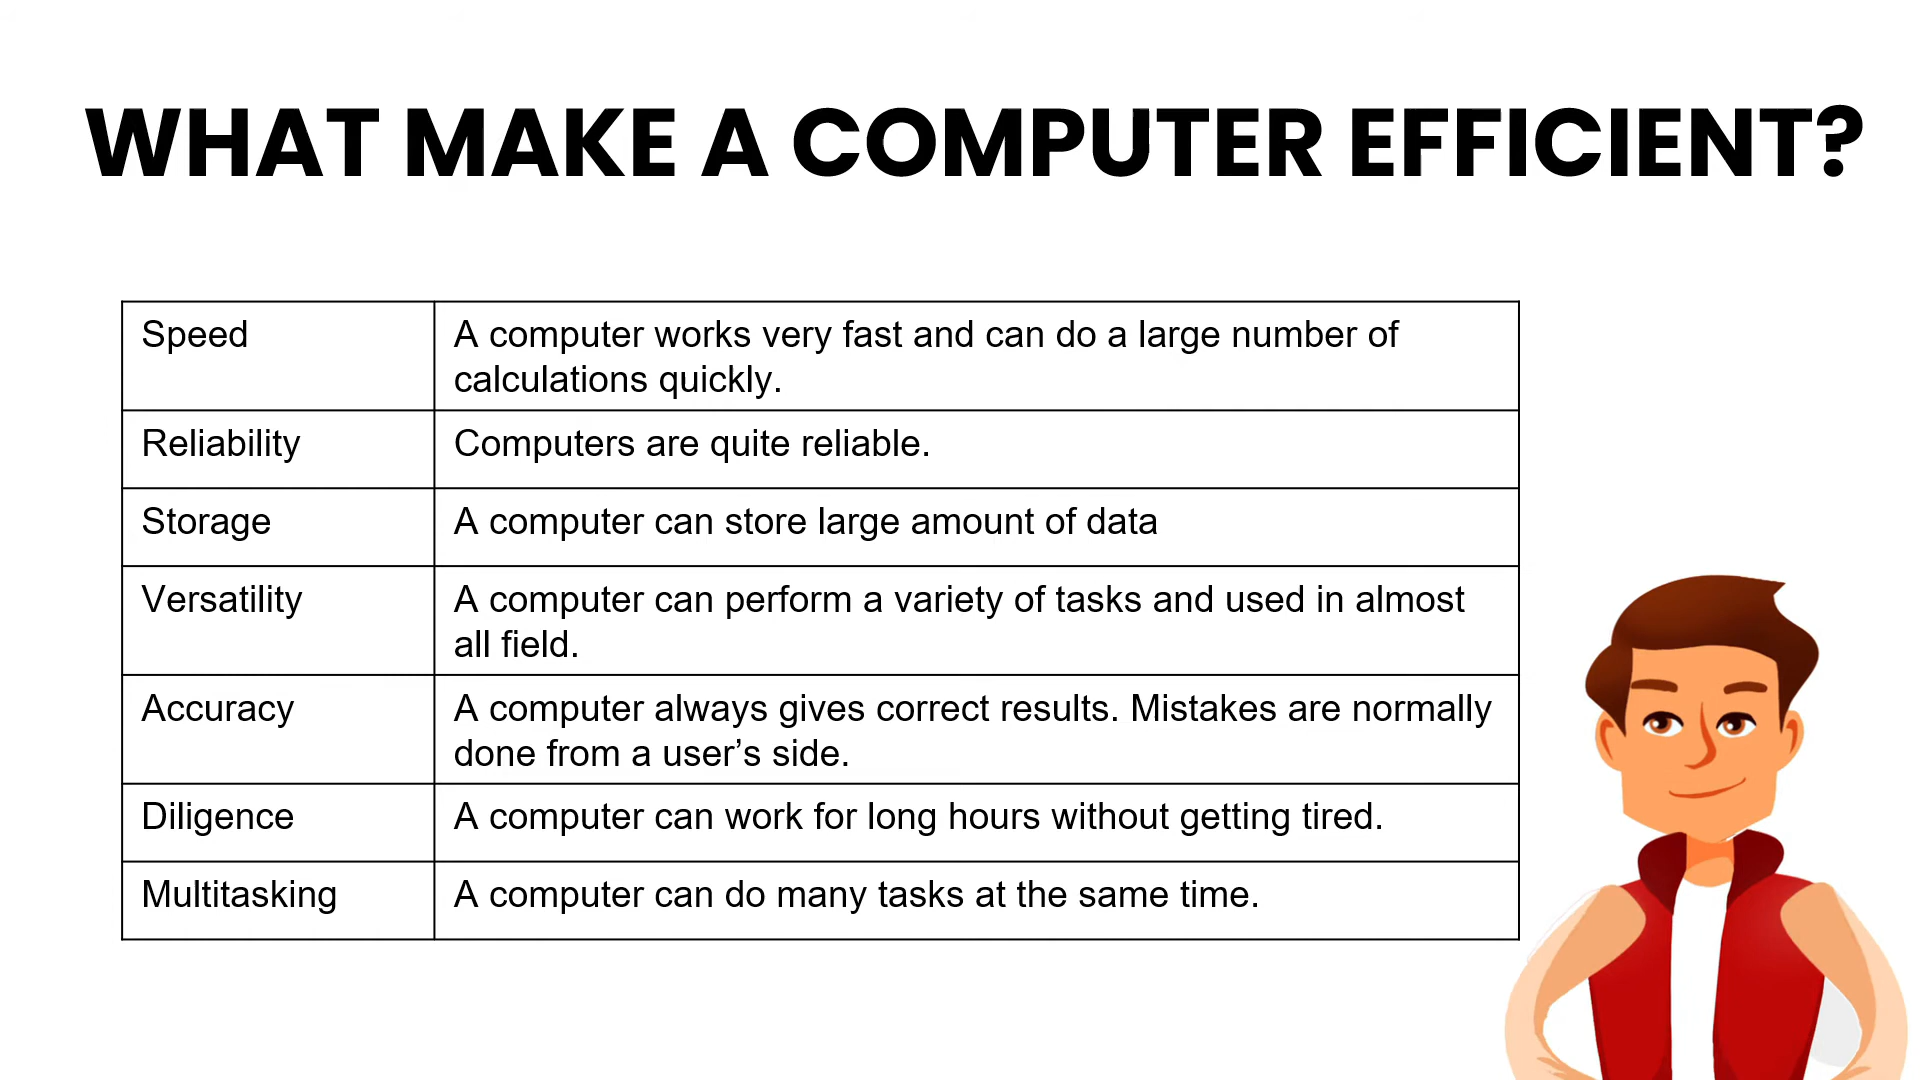 WHAT MAKE A COMPUTER EFFICIENT?
Speed
A computer works very fast and can do a large number of
calculations quickly.
Reliability
Computers are quite reliable.
Storage
A computer can store large amount of data
Versatility
A computer can perform a variety of tasks and used in almost
all field.
Accuracy
A computer always gives correct results. Mistakes are normally
done from a user’s side.
Diligence
A computer can work for long hours without getting tired.
Multitasking
A computer can do many tasks at the same time.